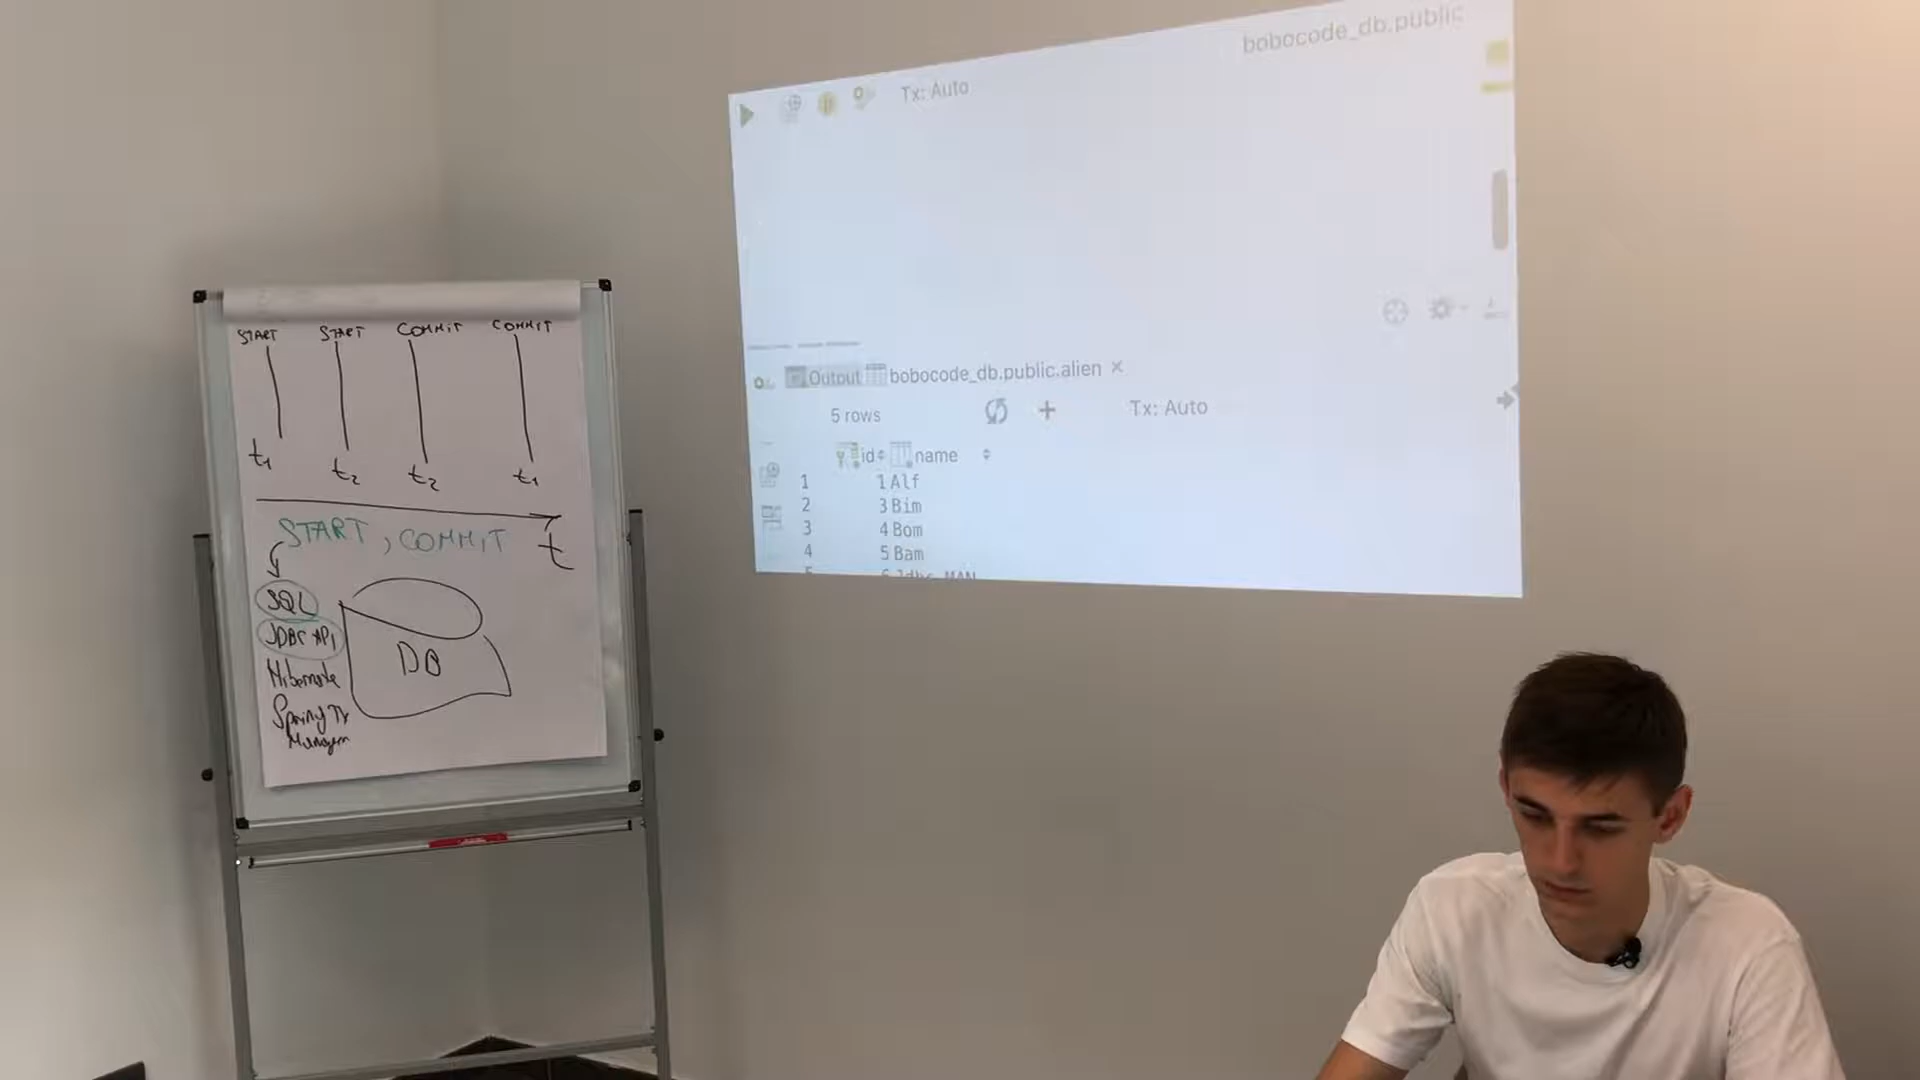 START START COMMIT COMMIT
t1 t2 t2 t1
START, COMMIT t
SQL
JDBC API
Hibernate
DB
Spring Tx
bobocode_db.public
Tx: Auto
Output bobocode_db.public.alien
5 rows Tx: Auto
id name
1 1 Alf
2 3 Bim
3 4 Bom
4 5 Bam